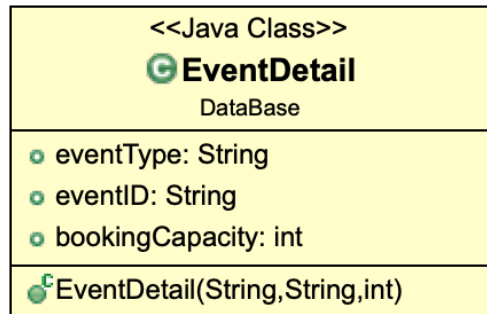 <<Java Class>>
C EventDetail
DataBase
eventType: String
eventID: String
bookingCapacity: int
C EventDetail(String,String,int)